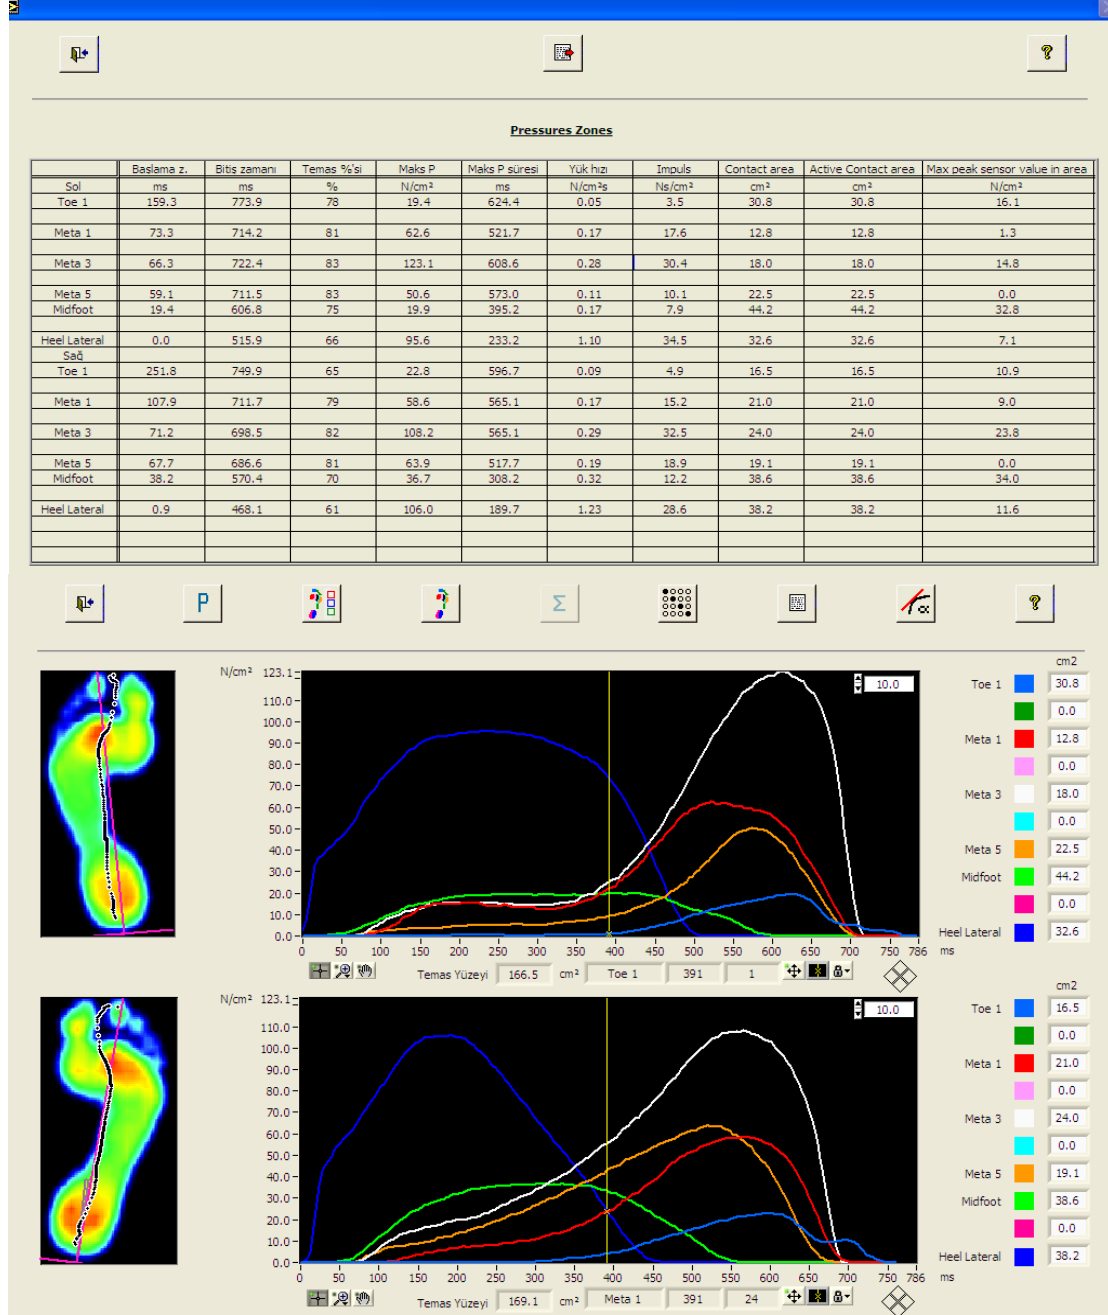 ?
Pressures Zones
Baslama z. Bitiş zamanı Temas %'si Maks P Maks P süresi Yük hızı Impuls Contact area Active Contact area Max peak sensor value in area
Sol ms ms % N/cm² ms N/cm²s Ns/cm² cm² cm² N/cm²
Toe 1 159.3 773.9 78 19.4 624.4 0.05 3.5 30.8 30.8 16.1
Meta 1 73.3 714.2 81 62.6 521.7 0.17 17.6 12.8 12.8 1.3
Meta 3 66.3 722.4 83 123.1 608.6 0.28 30.4 18.0 18.0 14.8
Meta 5 59.1 711.5 83 50.6 573.0 0.11 10.1 22.5 22.5 0.0
Midfoot 19.4 606.8 75 19.9 395.2 0.17 7.9 44.2 44.2 32.8
Heel Lateral 0.0 515.9 66 95.6 233.2 1.10 34.5 32.6 32.6 7.1
Sağ
Toe 1 251.8 749.9 65 22.8 596.7 0.09 4.9 16.5 16.5 10.9
Meta 1 107.9 711.7 79 58.6 565.1 0.17 15.2 21.0 21.0 9.0
Meta 3 71.2 698.5 82 108.2 565.1 0.29 32.5 24.0 24.0 23.8
Meta 5 67.7 686.6 81 63.9 517.7 0.19 18.9 19.1 19.1 0.0
Midfoot 38.2 570.4 70 36.7 308.2 0.32 12.2 38.6 38.6 34.0
Heel Lateral 0.9 468.1 61 106.0 189.7 1.23 28.6 38.2 38.2 11.6
P Σ α ?
cm2
N/cm² 123.1
10.0
Toe 1 30.8
110.0
0.0
100.0
90.0
Meta 1 12.8
80.0
0.0
70.0
60.0
Meta 3 18.0
50.0
0.0
40.0
Meta 5 22.5
30.0
Midfoot 44.2
20.0
0.0
10.0
0.0
Heel Lateral 32.6
0 50 100 150 200 250 300 350 400 450 500 550 600 650 700 750 786 ms
Temas Yüzeyi 166.5 cm² Toe 1 391 1
cm2
N/cm² 123.1
10.0
Toe 1 16.5
110.0
0.0
100.0
90.0
Meta 1 21.0
80.0
0.0
70.0
60.0
Meta 3 24.0
50.0
0.0
40.0
Meta 5 19.1
30.0
Midfoot 38.6
20.0
0.0
10.0
0.0
Heel Lateral 38.2
0 50 100 150 200 250 300 350 400 450 500 550 600 650 700 750 786 ms
Temas Yüzeyi 169.1 cm² Meta 1 391 24